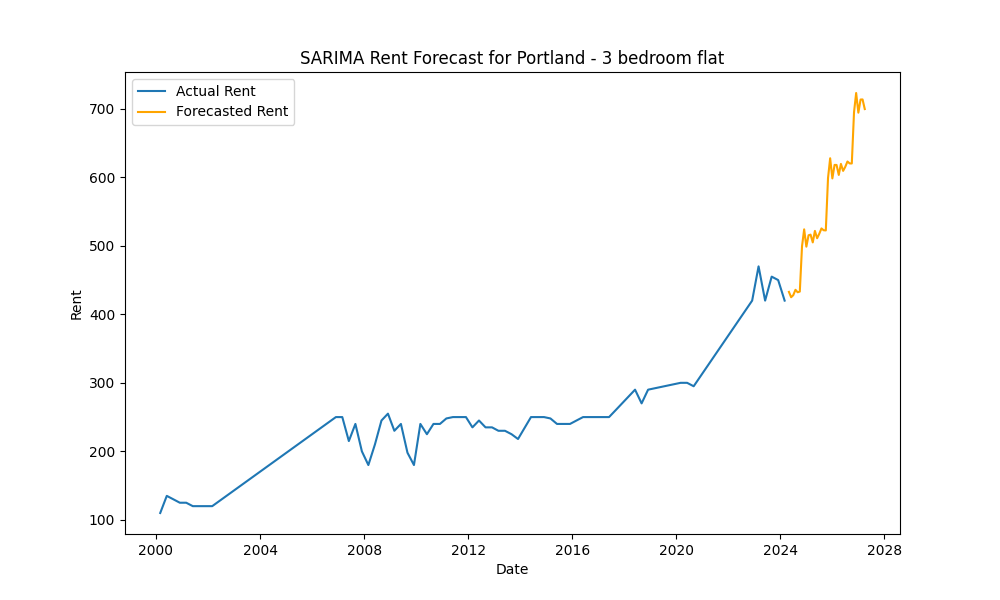 SARIMA Rent Forecast for Portland - 3 bedroom flat
Actual Rent
Forecasted Rent
700
600
500
400
300
200
100
Rent
2000 2004 2008 2012 2016 2020 2024 2028
Date